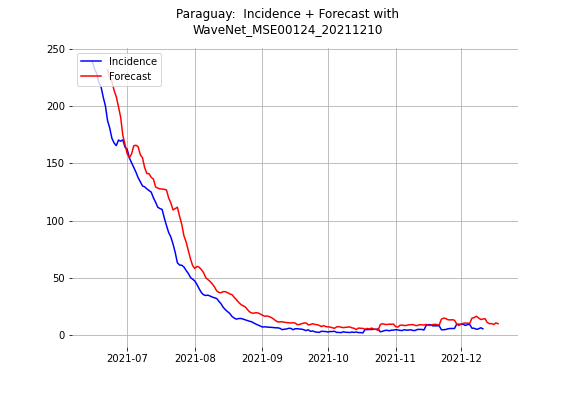 Paraguay:  Incidence + Forecast with
WaveNet_MSE00124_20211210
Incidence
Forecast
250
200
150
100
50
0
2021-07 2021-08 2021-09 2021-10 2021-11 2021-12